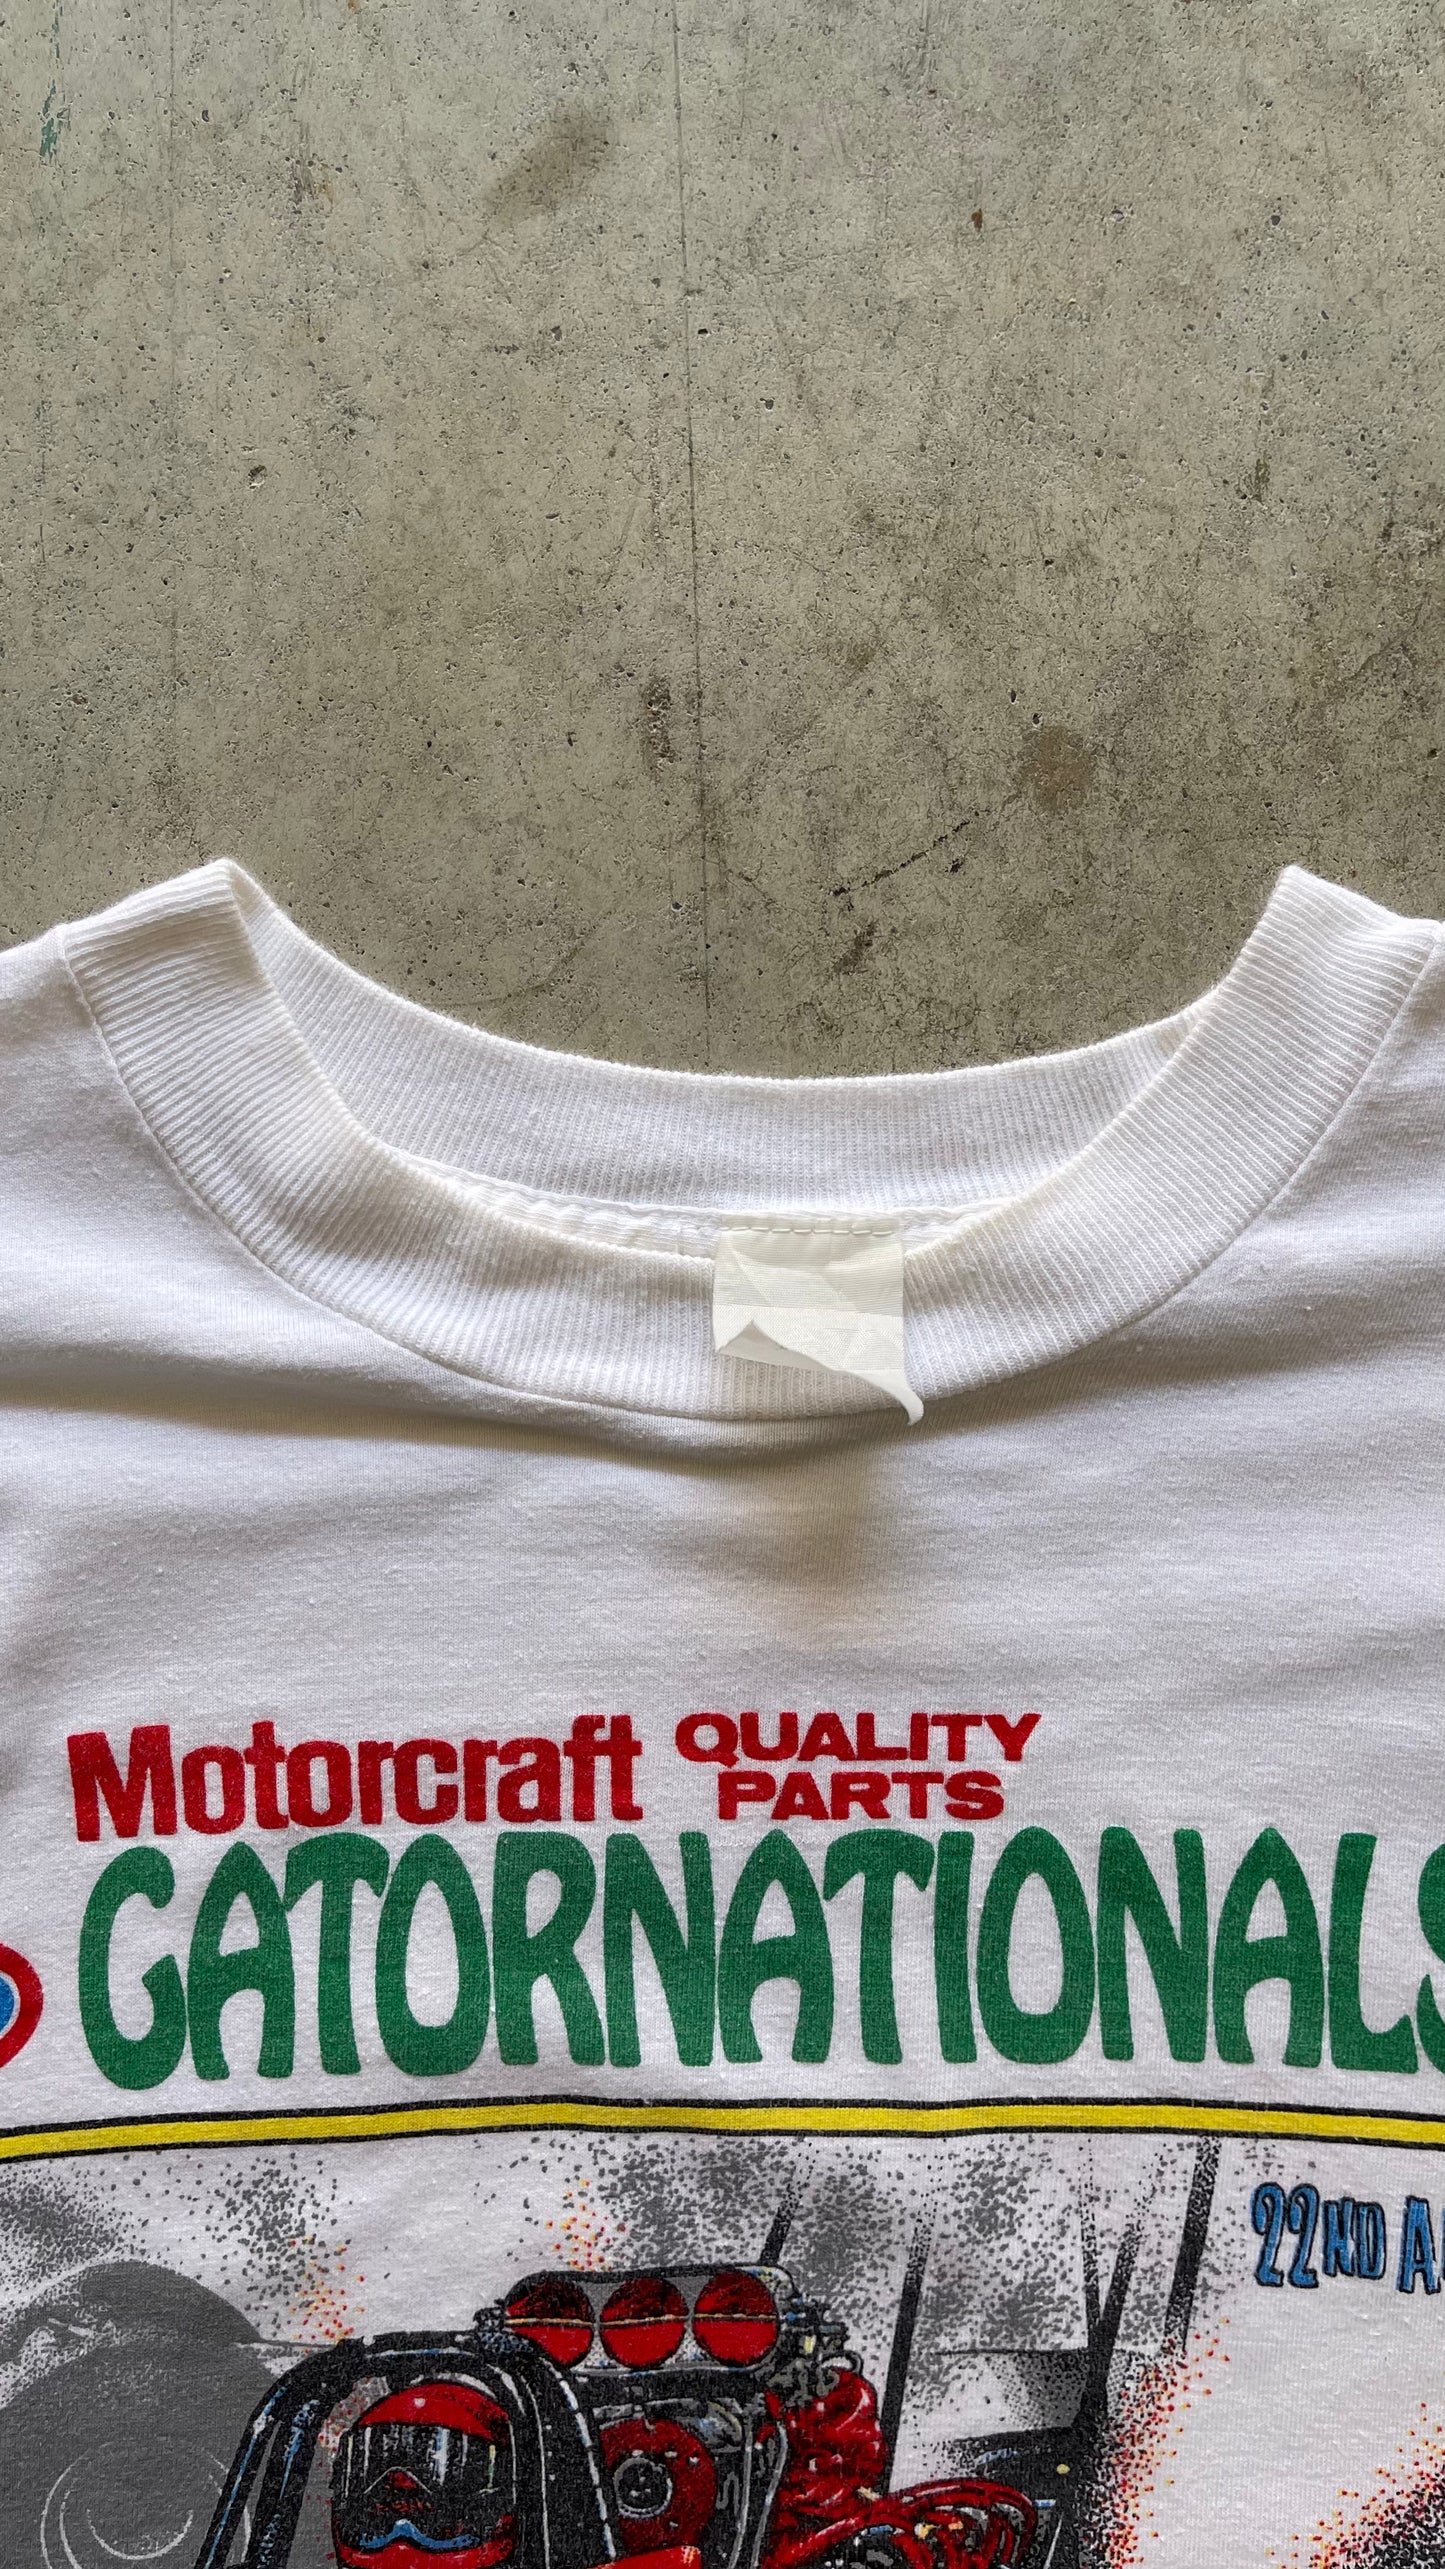 Motorcraft QUALITY
PARTS
GATORNATIONALS
22ND